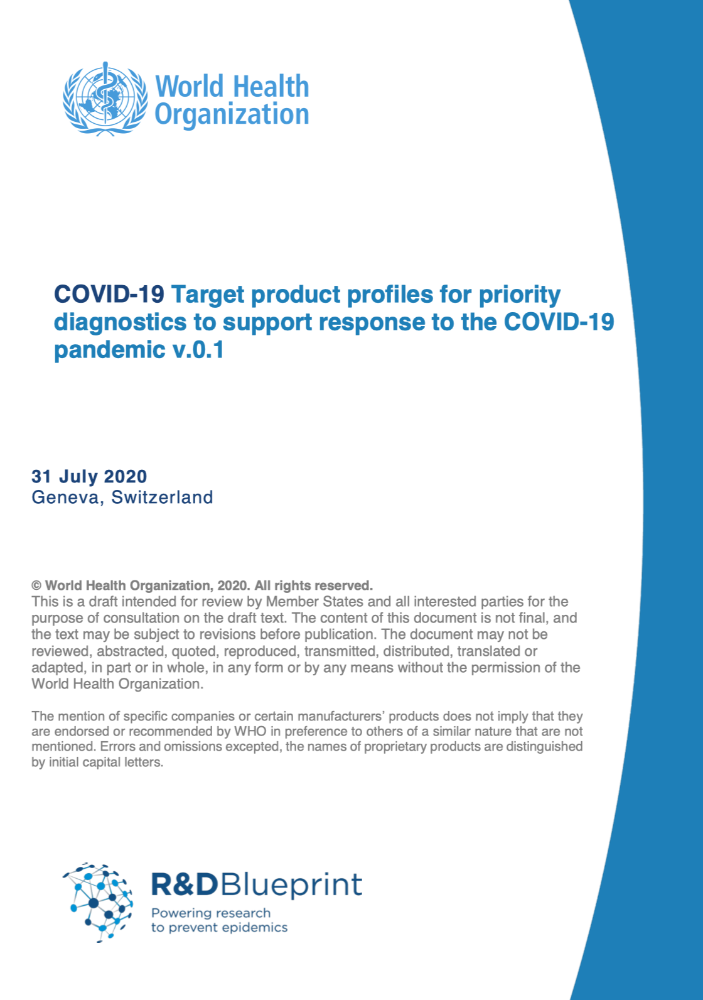 World Health
Organization
COVID-19 Target product profiles for priority
diagnostics to support response to the COVID-19
pandemic v.0.1
31 July 2020
Geneva, Switzerland
© World Health Organization, 2020. All rights reserved.
This is a draft intended for review by Member States and all interested parties for the
purpose of consultation on the draft text. The content of this document is not final, and
the text may be subject to revisions before publication. The document may not be
reviewed, abstracted, quoted, reproduced, transmitted, distributed, translated or
adapted, in part or in whole, in any form or by any means without the permission of the
World Health Organization.
The mention of specific companies or certain manufacturers’ products does not imply that they
are endorsed or recommended by WHO in preference to others of a similar nature that are not
mentioned. Errors and omissions excepted, the names of proprietary products are distinguished
by initial capital letters.
R&DBlueprint
Powering research
to prevent epidemics